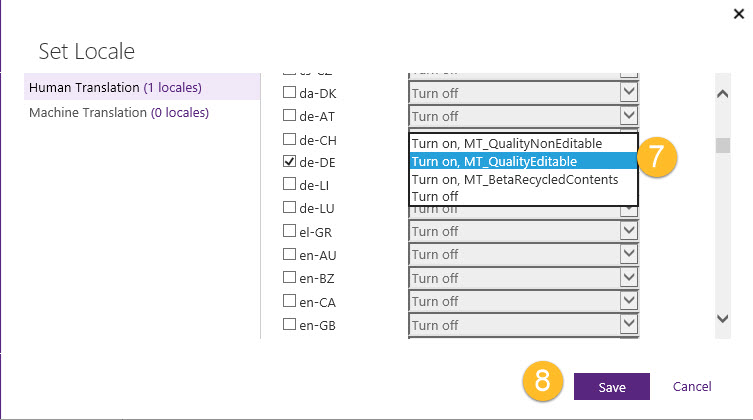 Set Locale
Human Translation (1 locales)
Machine Translation (0 locales)
da-DK Turn off
de-AT Turn off
de-CH
Turn on, MT_QualityNonEditable
de-DE Turn on, MT_QualityEditable 7
de-LI Turn on, MT_BetaRecycledContents
Turn off
de-LU Turn off
el-GR Turn off
en-AU Turn off
en-BZ Turn off
en-CA Turn off
en-GB Turn off
8 Save Cancel